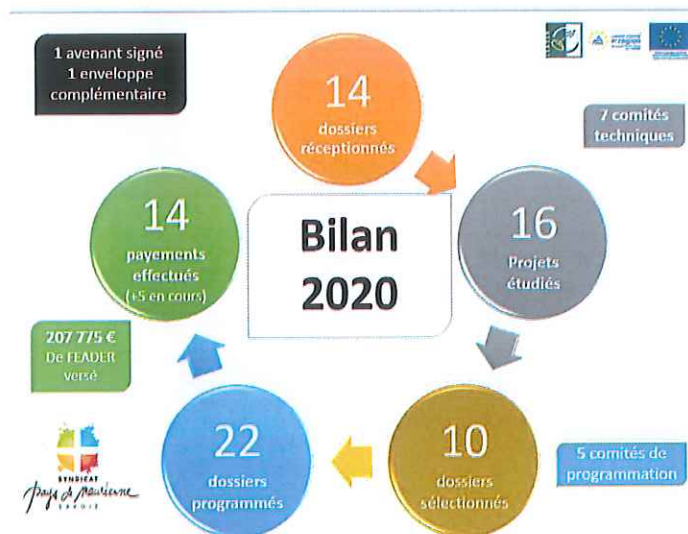 1 avenant signé
1 enveloppe
complémentaire
14
dossiers
réceptionnés
7 comités
techniques
14
payements
effectués
(+5 en cours)
Bilan
2020
16
Projets
étudiés
207 775 €
De FEADER
versé
22
dossiers
programmés
10
dossiers
sélectionnés
5 comités de
programmation
SYNDICAT
pays de maurienne
SAVOIE